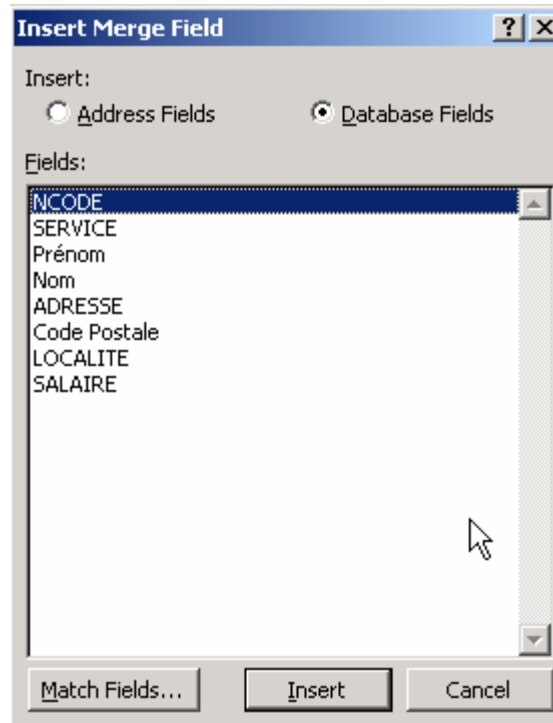 Insert Merge Field
Insert:
Address Fields Database Fields
Fields:
NCODE
SERVICE
Prénom
Nom
ADRESSE
Code Postale
LOCALITE
SALAIRE
Match Fields... Insert Cancel